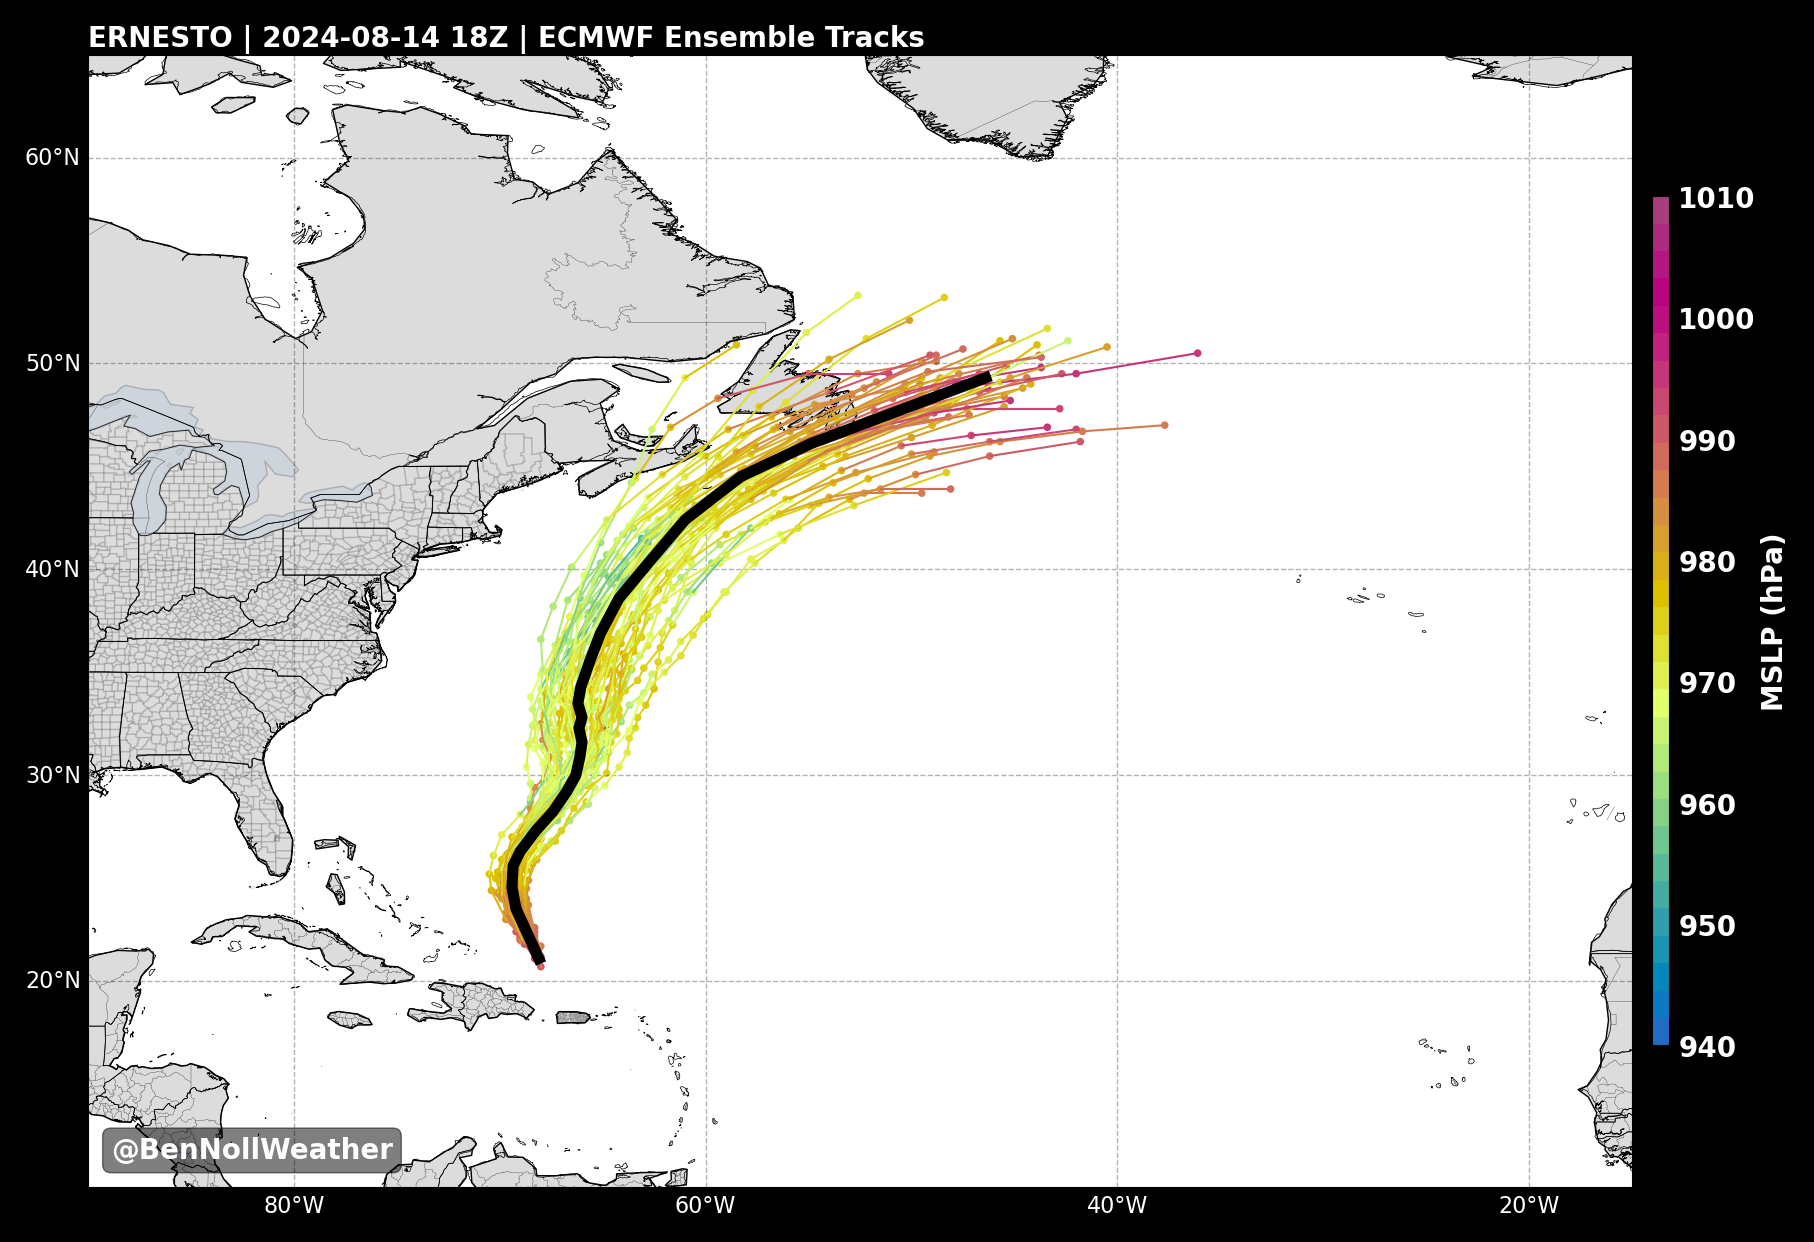 ERNESTO | 2024-08-14 18Z | ECMWF Ensemble Tracks
60°N
50°N
40°N
30°N
20°N
80°W
60°W
40°W
20°W
1010
1000
990
980
970
960
950
940
MSLP (hPa)
@BenNollWeather